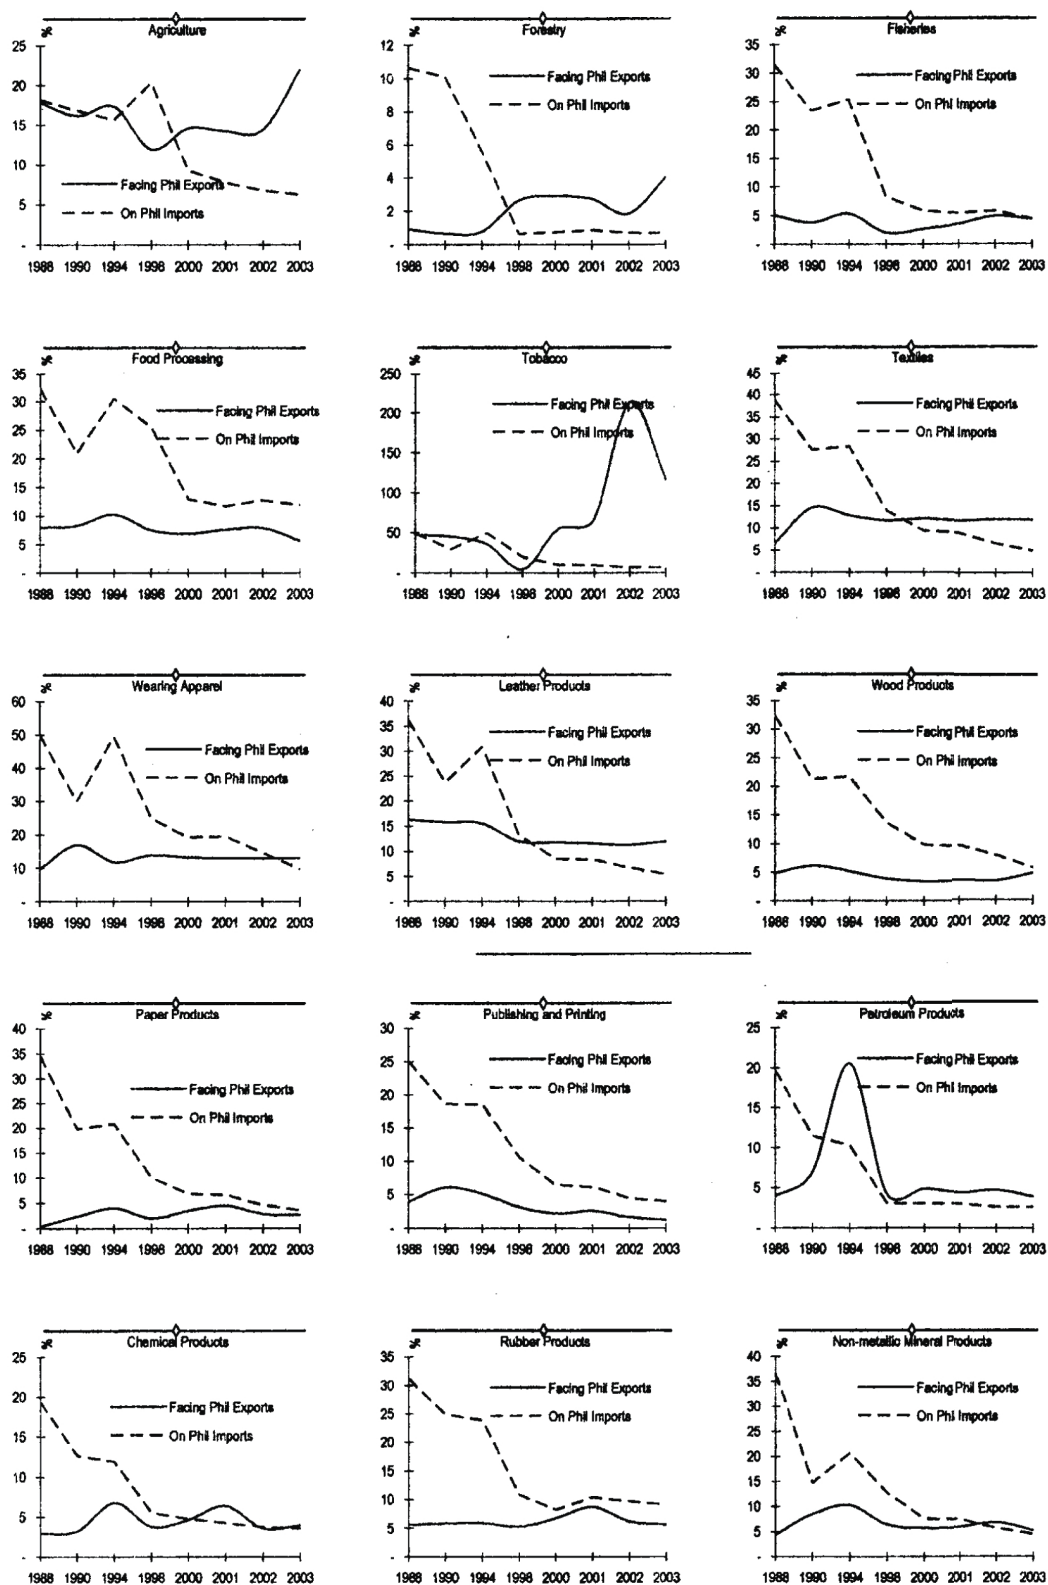 %
Agriculture
25
20
15
10
5
-
Facing Phil Exports
On Phil Imports
1988 1990 1994 1998 2000 2001 2002 2003
%
Forestry
12
10
8
6
4
2
-
Facing Phil Exports
On Phil Imports
1988 1990 1994 1998 2000 2001 2002 2003
%
Fisheries
35
30
25
20
15
10
5
-
Facing Phil Exports
On Phil Imports
1988 1990 1994 1998 2000 2001 2002 2003
%
Food Processing
35
30
25
20
15
10
5
-
Facing Phil Exports
On Phil Imports
1988 1990 1994 1998 2000 2001 2002 2003
%
Tobacco
250
200
150
100
50
-
Facing Phil Exports
On Phil Imports
1988 1990 1994 1998 2000 2001 2002 2003
%
Textiles
45
40
35
30
25
20
15
10
5
-
Facing Phil Exports
On Phil Imports
1988 1990 1994 1998 2000 2001 2002 2003
%
Wearing Apparel
60
50
40
30
20
10
-
Facing Phil Exports
On Phil Imports
1988 1990 1994 1998 2000 2001 2002 2003
%
Leather Products
40
35
30
25
20
15
10
5
-
Facing Phil Exports
On Phil Imports
1988 1990 1994 1998 2000 2001 2002 2003
%
Wood Products
35
30
25
20
15
10
5
-
Facing Phil Exports
On Phil Imports
1988 1990 1994 1998 2000 2001 2002 2003
%
Paper Products
40
35
30
25
20
15
10
5
-
Facing Phil Exports
On Phil Imports
1988 1990 1994 1998 2000 2001 2002 2003
%
Publishing and Printing
30
25
20
15
10
5
-
Facing Phil Exports
On Phil Imports
1988 1990 1994 1998 2000 2001 2002 2003
%
Petroleum Products
25
20
15
10
5
-
Facing Phil Exports
On Phil Imports
1988 1990 1994 1998 2000 2001 2002 2003
%
Chemical Products
25
20
15
10
5
-
Facing Phil Exports
On Phil Imports
1988 1990 1994 1998 2000 2001 2002 2003
%
Rubber Products
35
30
25
20
15
10
5
-
Facing Phil Exports
On Phil Imports
1988 1990 1994 1998 2000 2001 2002 2003
%
Non-metallic Mineral Products
40
35
30
25
20
15
10
5
-
Facing Phil Exports
On Phil Imports
1988 1990 1994 1998 2000 2001 2002 2003